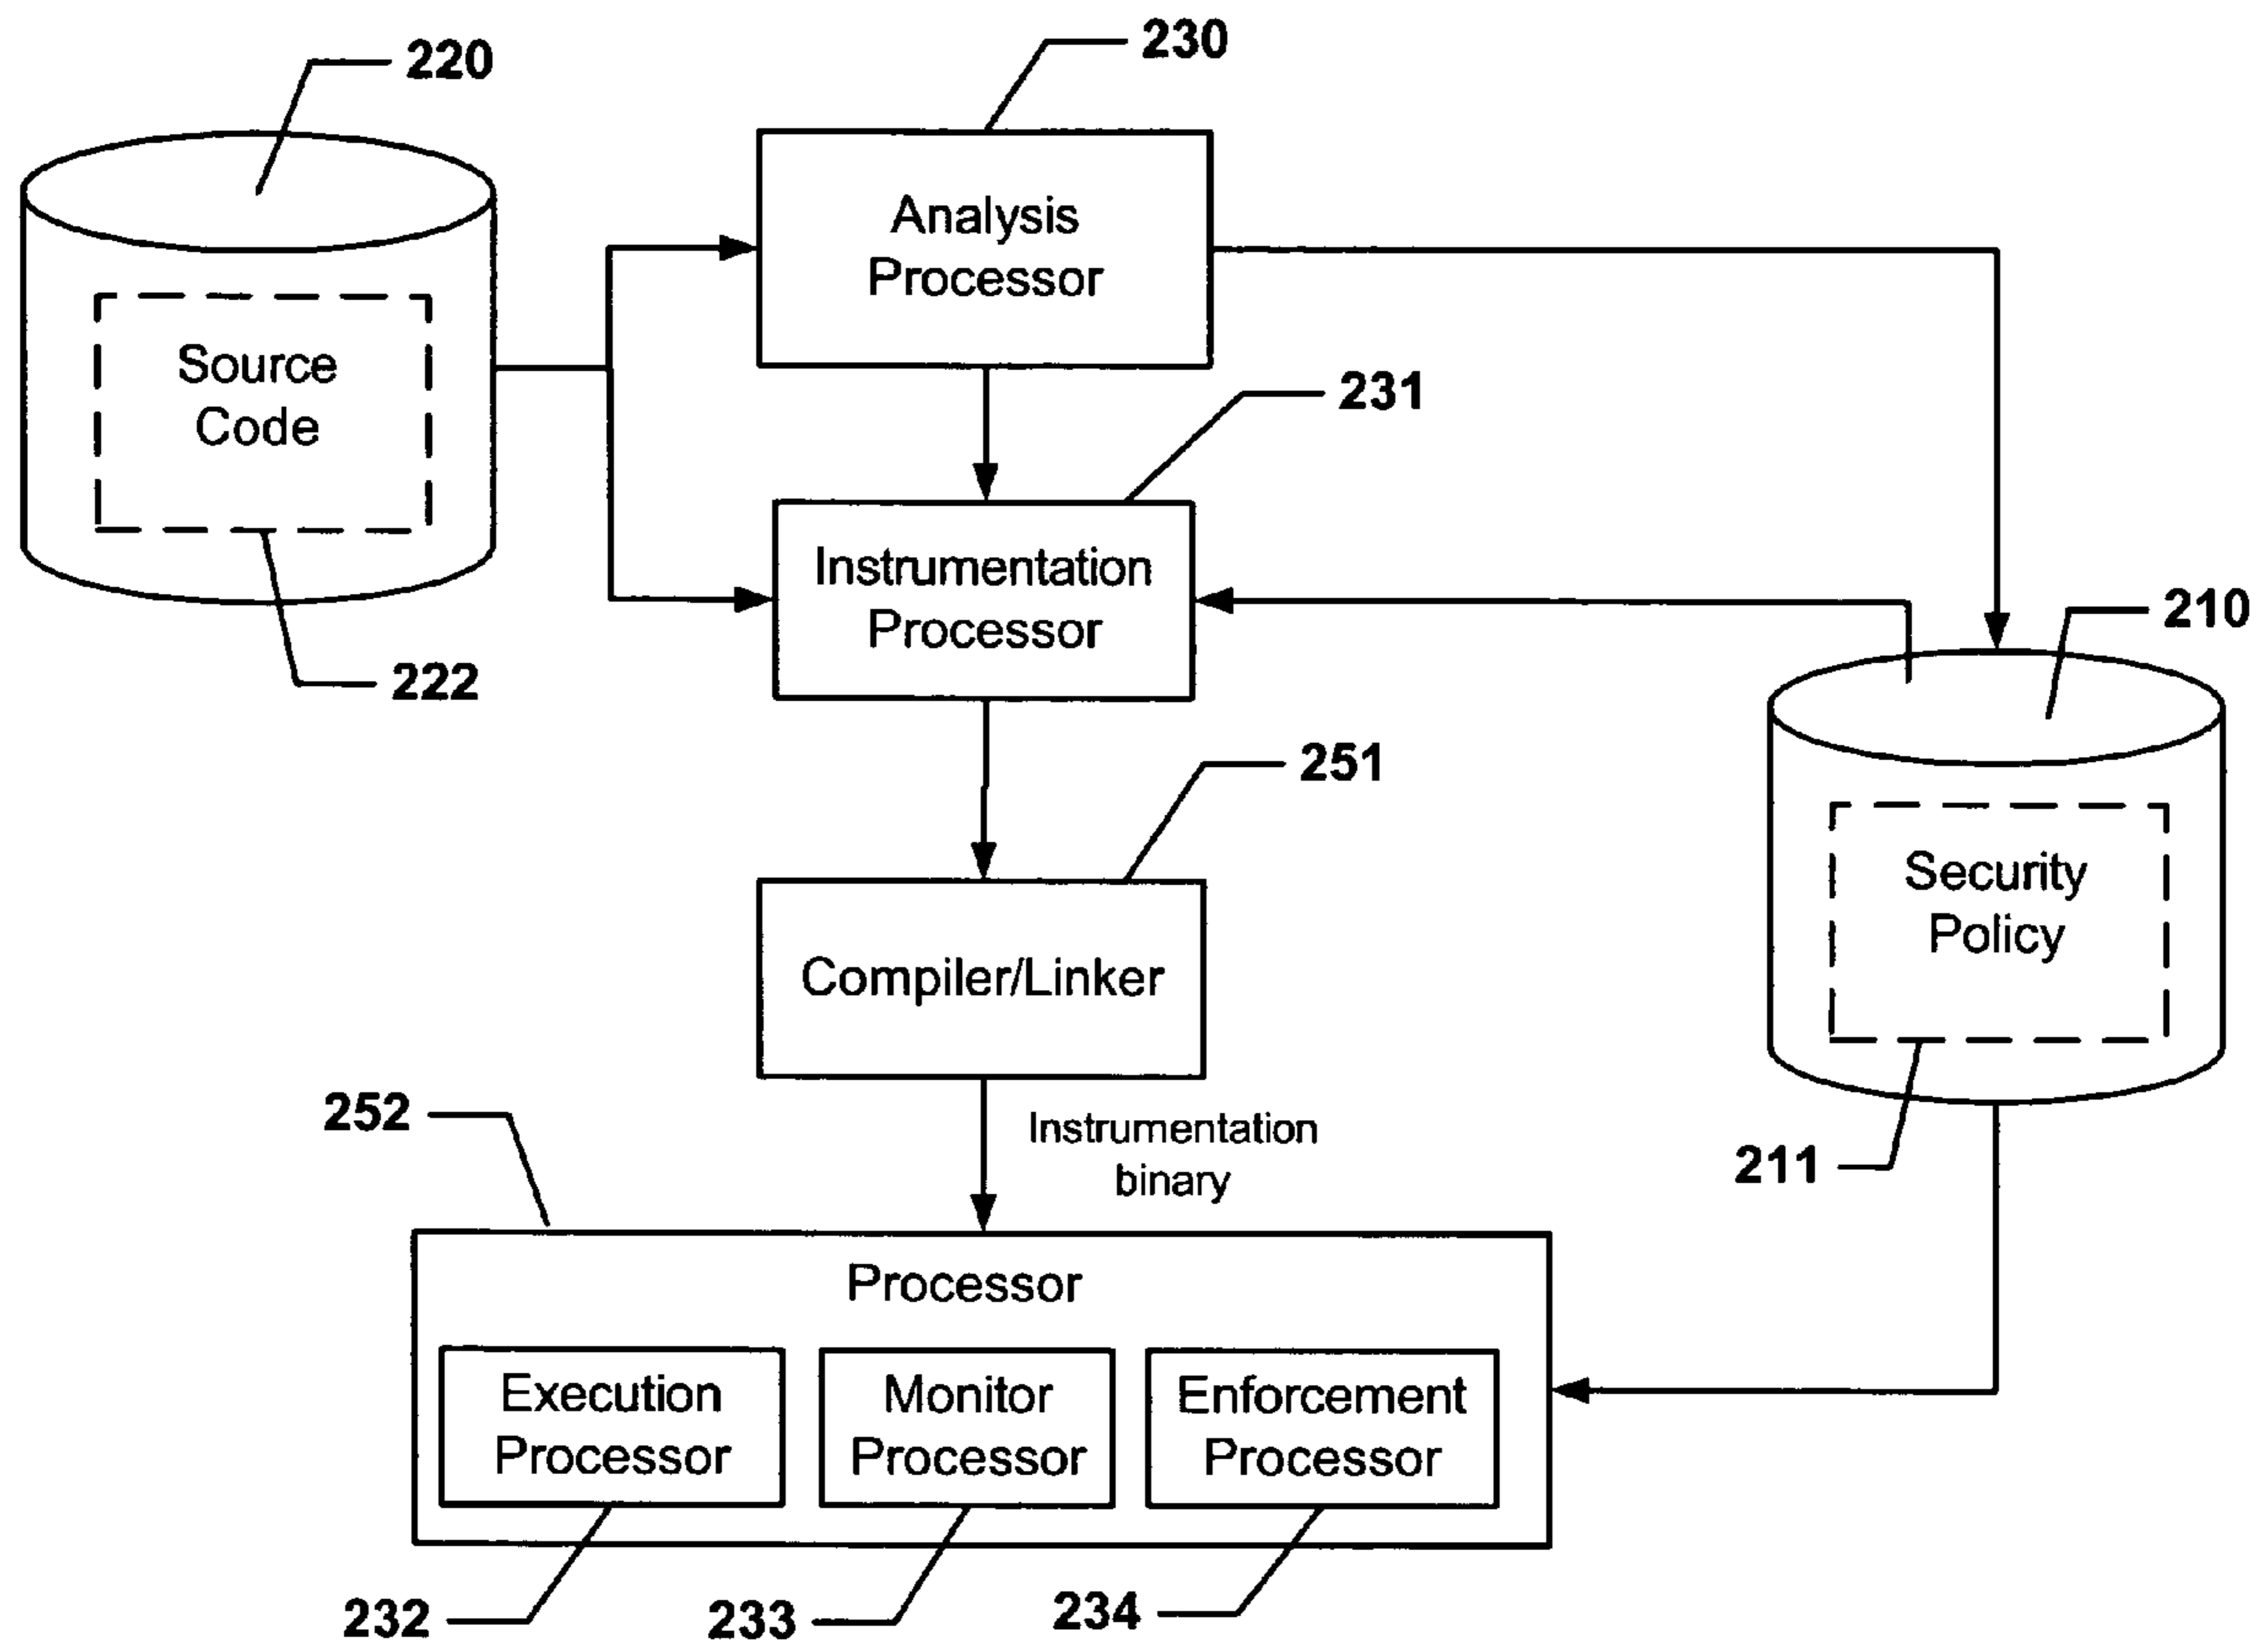 230
220
Analysis
Processor
Source
Code
231
222
Instrumentation
Processor
210
251
Security
Policy
Compiler/Linker
252
Instrumentation
binary
211
Processor
Execution
Processor
Monitor
Processor
Enforcement
Processor
232
233
234